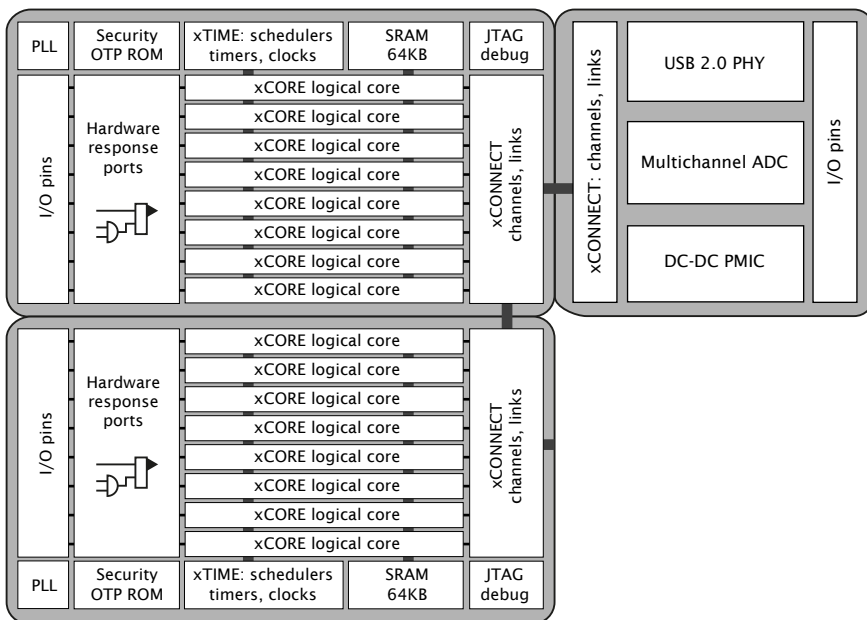 PLL
Security
OTP ROM
xTIME: schedulers
timers, clocks
SRAM
64KB
JTAG
debug
I/O pins
Hardware
response
ports
xCORE logical core
xCORE logical core
xCORE logical core
xCORE logical core
xCORE logical core
xCORE logical core
xCORE logical core
xCORE logical core
xCONNECT
channels, links
xCONNECT: channels, links
USB 2.0 PHY
Multichannel ADC
DC-DC PMIC
I/O pins
I/O pins
Hardware
response
ports
xCORE logical core
xCORE logical core
xCORE logical core
xCORE logical core
xCORE logical core
xCORE logical core
xCORE logical core
xCORE logical core
xCONNECT
channels, links
PLL
Security
OTP ROM
xTIME: schedulers
timers, clocks
SRAM
64KB
JTAG
debug